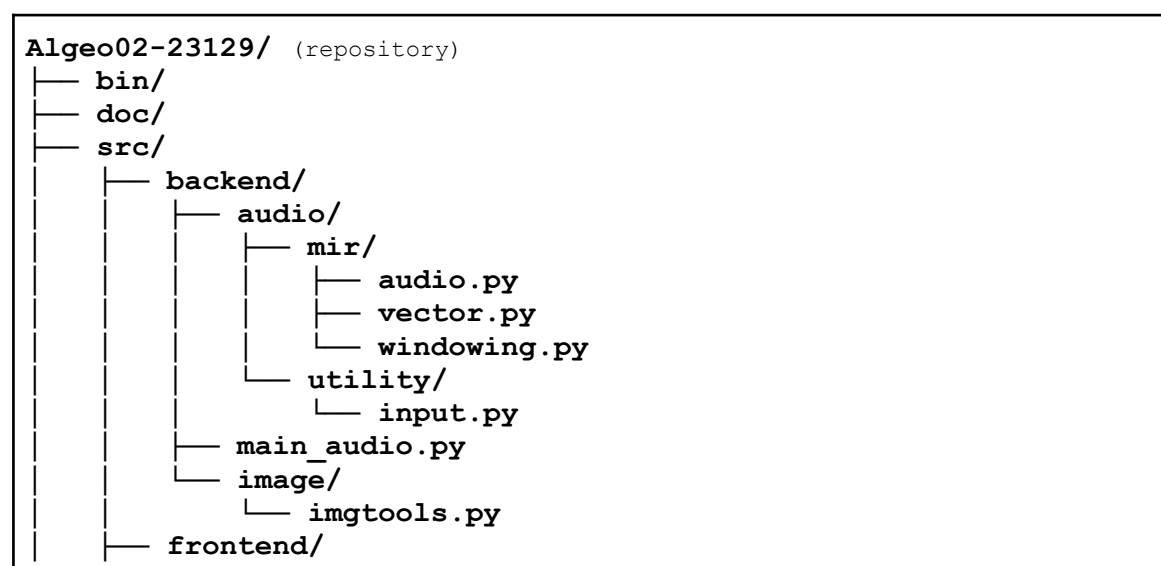 Algeo02-23129/ (repository)
├── bin/
├── doc/
├── src/
│   ├── backend/
│   │   ├── audio/
│   │   │   ├── mir/
│   │   │   │   ├── audio.py
│   │   │   │   ├── vector.py
│   │   │   │   └── windowing.py
│   │   │   └── utility/
│   │   │       └── input.py
│   │   ├── main_audio.py
│   │   └── image/
│   │       └── imgtools.py
│   ├── frontend/